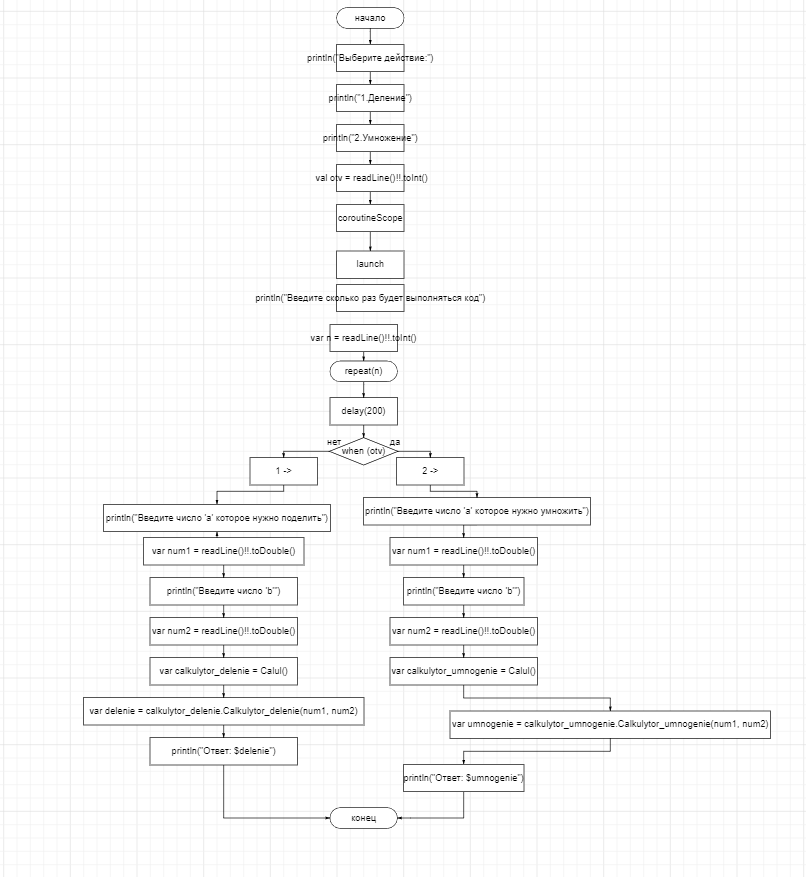 начало
println("Выберите действие:")
println("1.Деление")
println("2.Умножение")
val otv = readLine()!!.toInt()
coroutineScope
launch
println("Введите сколько раз будет выполняться код")
var n = readLine()!!.toInt()
repeat(n)
delay(200)
нет
да
when (otv)
1 ->
2 ->
println("Введите число 'a' которое нужно поделить")
println("Введите число 'a' которое нужно умножить")
var num1 = readLine()!!.toDouble()
var num1 = readLine()!!.toDouble()
println("Введите число 'b'")
println("Введите число 'b'")
var num2 = readLine()!!.toDouble()
var num2 = readLine()!!.toDouble()
var calkulytor_delenie = Calul()
var calkulytor_umnogenie = Calul()
var delenie = calkulytor_delenie.Calkulytor_delenie(num1, num2)
var umnogenie = calkulytor_umnogenie.Calkulytor_umnogenie(num1, num2)
println("Ответ: $delenie")
println("Ответ: $umnogenie")
конец